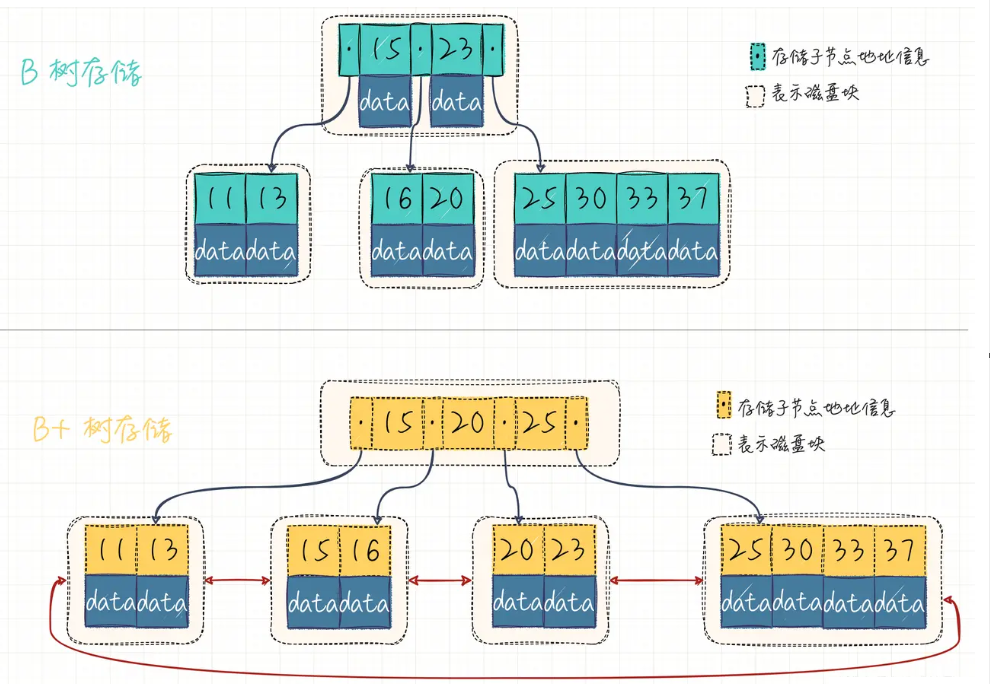 B 树存储
· 15 · 23 ·
data data
· 存储子节点地址信息
表示磁盘块
11 13
data data
16 20
data data
25 30 33 37
data data data data
B+ 树存储
· 15 · 20 · 25 ·
· 存储子节点地址信息
表示磁盘块
11 13
data data
15 16
data data
20 23
data data
25 30 33 37
data data data data